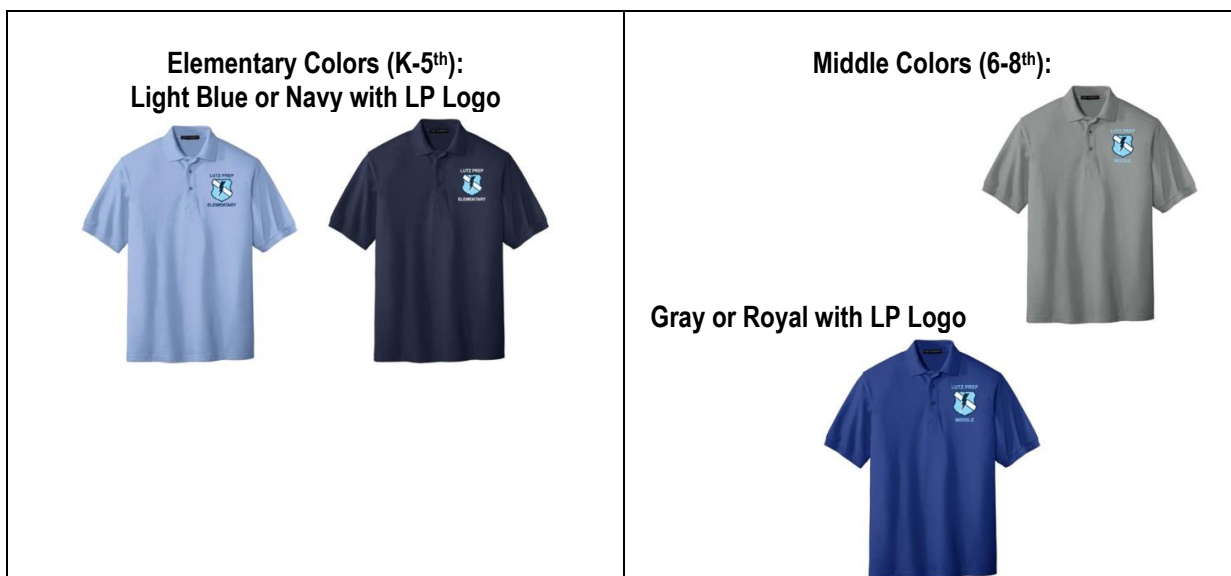 Elementary Colors (K-5th):
Light Blue or Navy with LP Logo
LUTZ PREP
ELEMENTARY
LUTZ PREP
ELEMENTARY
Middle Colors (6-8th):
LUTZ PREP
MIDDLE
Gray or Royal with LP Logo
LUTZ PREP
MIDDLE